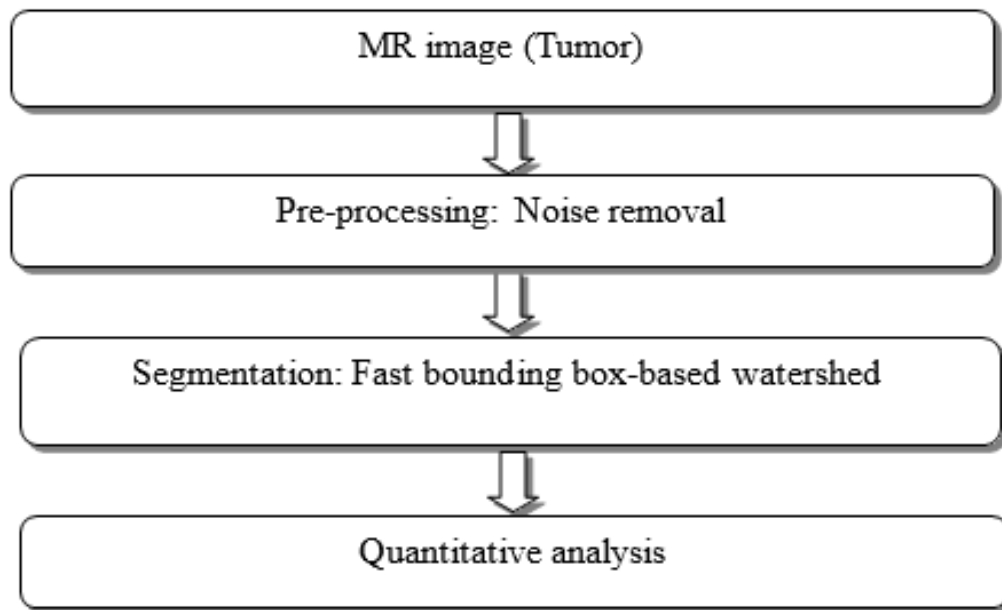 MR image (Tumor)
Pre-processing:  Noise removal
Segmentation: Fast bounding box-based watershed
Quantitative analysis